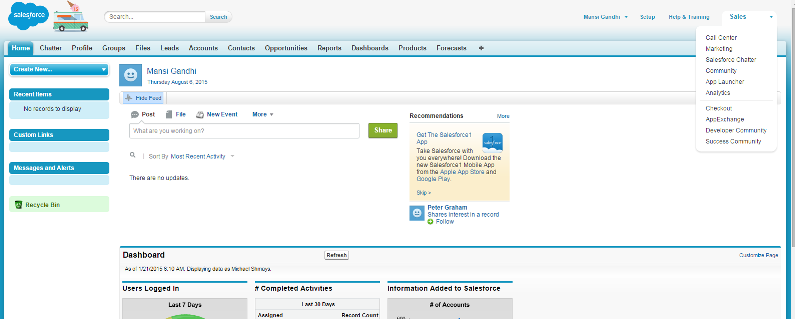 salesforce
Search...
Search
Mansi Gandhi
Setup
Help & Training
Sales
Call Center
Marketing
Salesforce Chatter
Community
App Launcher
Analytics
Checkout
AppExchange
Developer Community
Success Community
Home Chatter Profile Groups Files Leads Accounts Contacts Opportunities Reports Dashboards Products Forecasts +
Create New...
Recent Items
No records to display
Custom Links
Messages and Alerts
Recycle Bin
Mansi Gandhi
Thursday August 6, 2015
Hide Feed
Post File New Event More
What are you working on?
Share
Sort By Most Recent Activity
There are no updates.
Recommendations
More
Get The Salesforce1
App
Take Salesforce with
you everywhere! Download the
new Salesforce1 Mobile App
from the Apple App Store and
Google Play.
salesforce
Skip >
Peter Graham
Shares interest in a record
Follow
Dashboard
Refresh
Customize Page
As of 1/21/2015 6:10 AM. Displaying data as Michael
Users Logged in
Last 7 Days
# Completed Activities
Last 30 Days
Assigned
Record Count
Information Added to Salesforce
# of Accounts